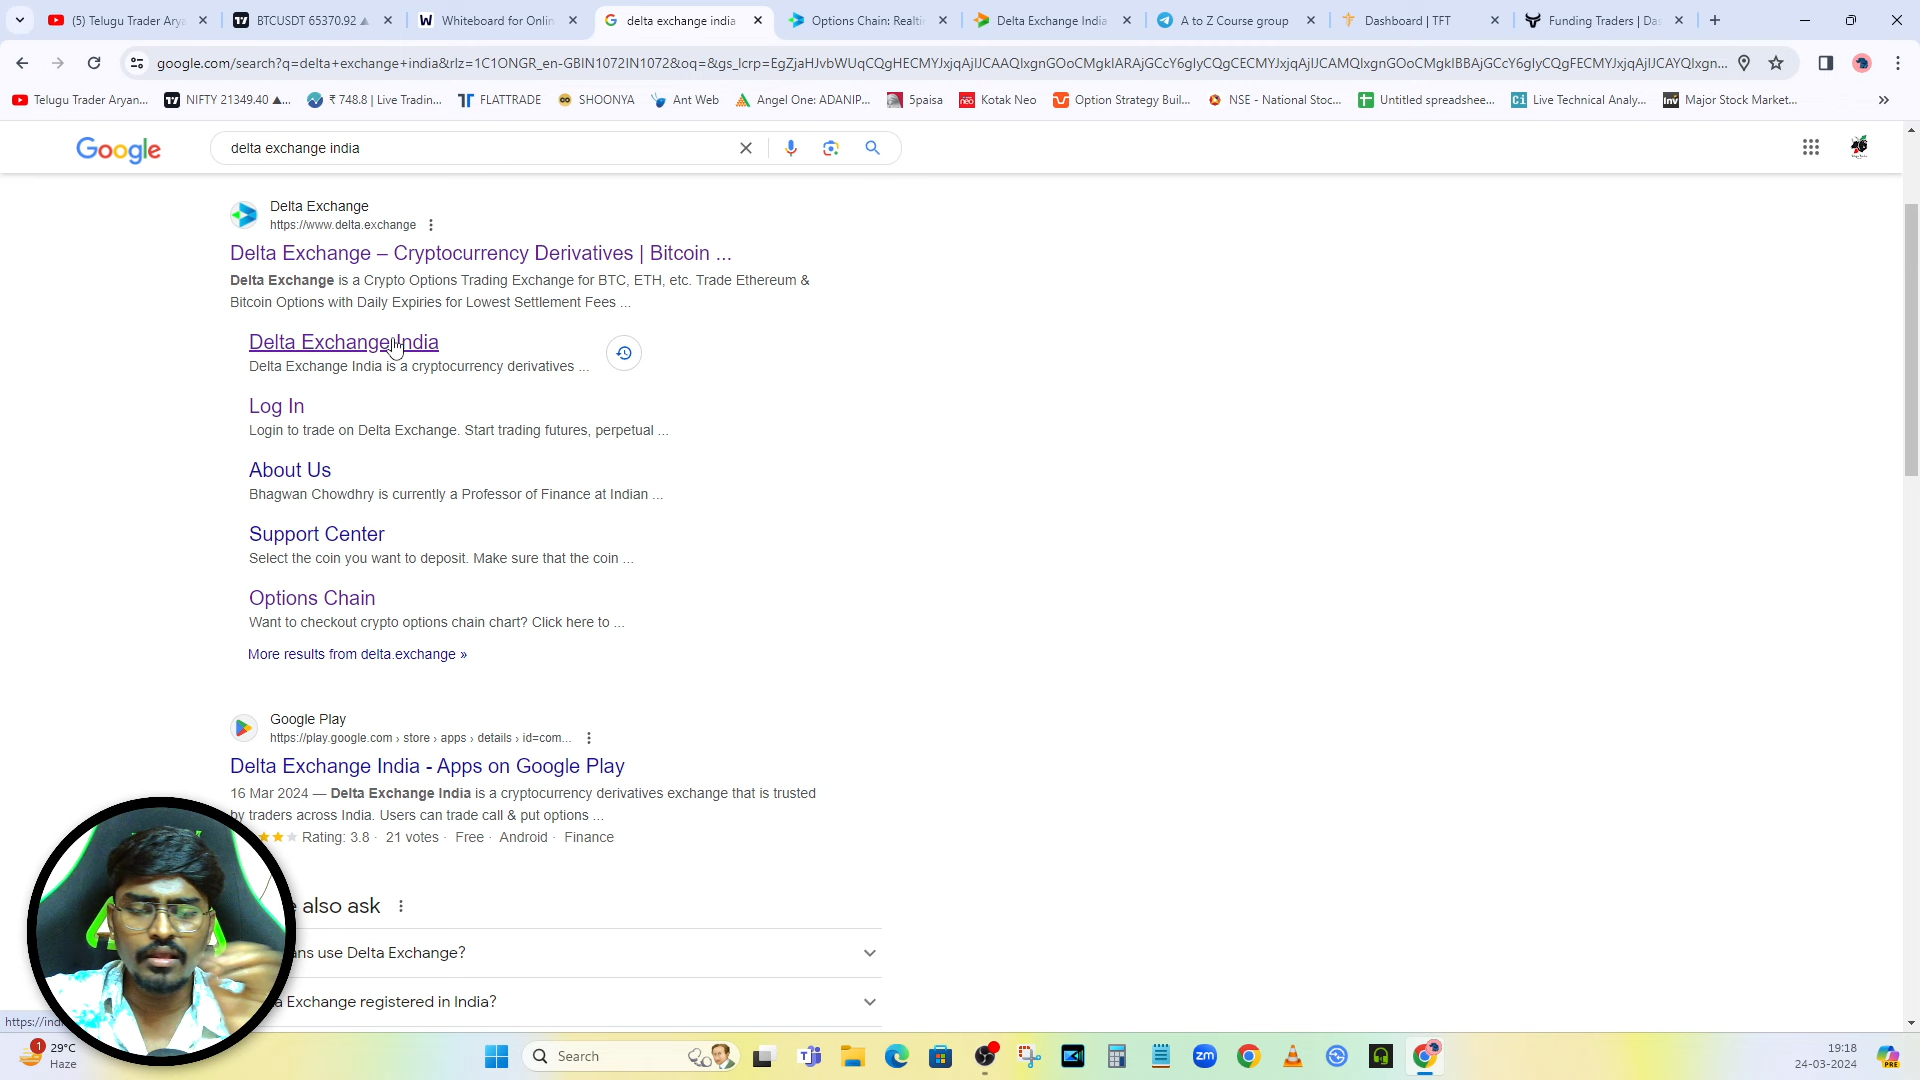 (5) Telugu Trader Arya
BTCUSDT 65370.92
Whiteboard for Onlin
delta exchange india
Options Chain: Realti
Delta Exchange India
A to Z Course group
Dashboard | TFT
Funding Traders | Das
google.com/search?q=delta+exchange+india&rlz=1C1ONGR_en-GBIN1072IN1072&oq=&gs_lcrp=
Telugu Trader Aryan...
NIFTY 21349.40 ▲...
₹ 748.8 | Live Tradin...
FLATTRADE
SHOONYA
Ant Web
Angel One: ADANIP...
5paisa
Kotak Neo
Option Strategy Buil...
NSE - National Stoc...
Untitled spreadshee...
Live Technical Analy...
Major Stock Market...
Google
delta exchange india
Delta Exchange
https://www.delta.exchange
Delta Exchange – Cryptocurrency Derivatives | Bitcoin ...
Delta Exchange is a Crypto Options Trading Exchange for BTC, ETH, etc. Trade Ethereum &
Bitcoin Options with Daily Expiries for Lowest Settlement Fees ...
Delta Exchange India
Delta Exchange India is a cryptocurrency derivatives ...
Log In
Login to trade on Delta Exchange. Start trading futures, perpetual ...
About Us
Bhagwan Chowdhry is currently a Professor of Finance at Indian ...
Support Center
Select the coin you want to deposit. Make sure that the coin ...
Options Chain
Want to checkout crypto options chain chart? Click here to ...
More results from delta.exchange »
Google Play
https://play.google.com › store › apps › details › id=com...
Delta Exchange India - Apps on Google Play
16 Mar 2024 — Delta Exchange India is a cryptocurrency derivatives exchange that is trusted
by traders across India. Users can trade call & put options ...
Rating: 3.8 · 21 votes · Free · Android · Finance
also ask
use Delta Exchange?
Exchange registered in India?
https://ind
1
29°C
Haze
Search
zm
PRE
19:18
24-03-2024